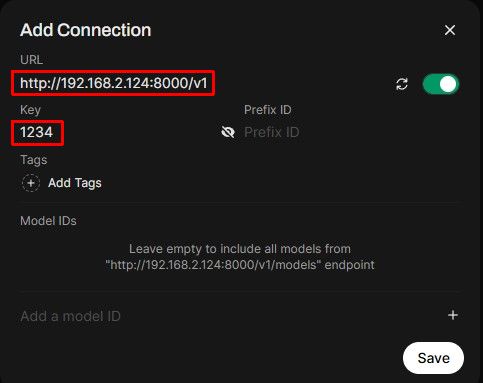 Add Connection
URL
http://192.168.2.124:8000/v1
Key
Prefix ID
1234
Prefix ID
Tags
Add Tags
Model IDs
Leave empty to include all models from
"http://192.168.2.124:8000/v1/models" endpoint
Add a model ID
Save